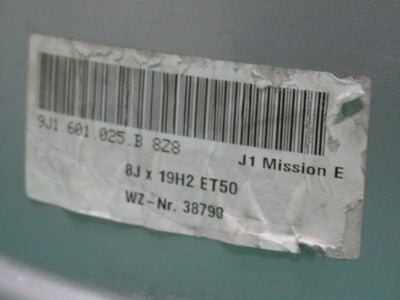 9J1.601.025.B 8Z8
J1 Mission E
8J x 19H2 ET50
WZ-Nr. 38790